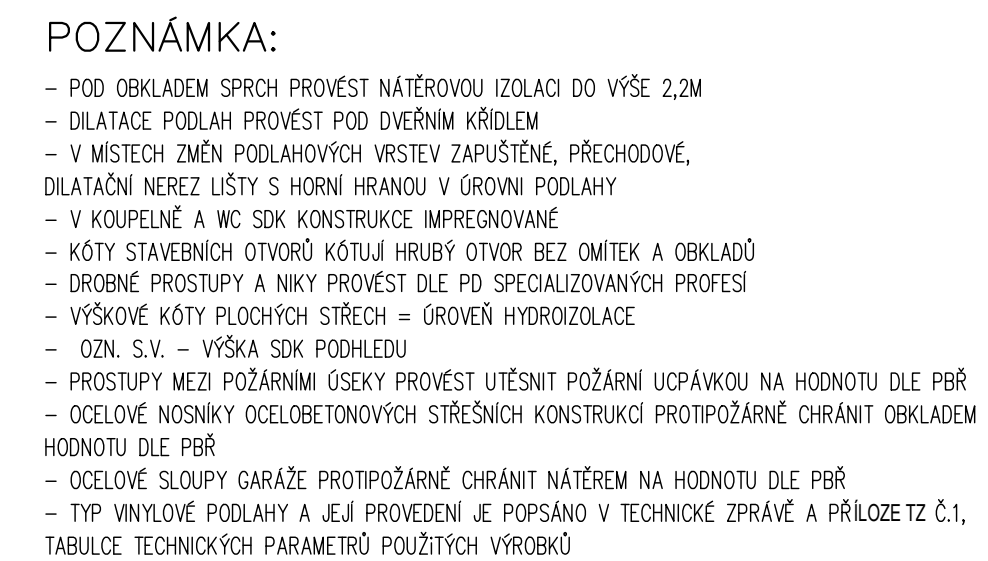 POZNÁMKA:
– POD OBKLADEM SPRCH PROVÉST NÁTĚROVOU IZOLACI DO VÝŠE 2,2M
– DILATACE PODLAH PROVÉST POD DVEŘNÍM KŘÍDLEM
– V MÍSTECH ZMĚN PODLAHOVÝCH VRSTEV ZAPUŠTĚNÉ, PŘECHODOVÉ,
DILATAČNÍ NEREZ LIŠTY S HORNÍ HRANOU V ÚROVNI PODLAHY
– V KOUPELNĚ A WC SDK KONSTRUKCE IMPREGNOVANÉ
– KÓTY STAVEBNÍCH OTVORŮ KÓTUJÍ HRUBÝ OTVOR BEZ OMÍTEK A OBKLADŮ
– DROBNÉ PROSTUPY A NIKY PROVÉST DLE PD SPECIALIZOVANÝCH PROFESÍ
– VÝŠKOVÉ KÓTY PLOCHÝCH STŘECH = ÚROVEŇ HYDROIZOLACE
– OZN. S.V. – VÝŠKA SDK PODHLEDU
– PROSTUPY MEZI POŽÁRNÍMI ÚSEKY PROVÉST UTĚSNIT POŽÁRNÍ UCPÁVKOU NA HODNOTU DLE PBŘ
– OCELOVÉ NOSNÍKY OCELOBETONOVÝCH STŘEŠNÍCH KONSTRUKCÍ PROTIPOŽÁRNĚ CHRÁNIT OBKLADEM
HODNOTU DLE PBŘ
– OCELOVÉ SLOUPY GARÁŽE PROTIPOŽÁRNĚ CHRÁNIT NÁTĚREM NA HODNOTU DLE PBŘ
– TYP VINYLOVÉ PODLAHY A JEJÍ PROVEDENÍ JE POPSÁNO V TECHNICKÉ ZPRÁVĚ A PŘÍLOZE TZ Č.1,
TABULCE TECHNICKÝCH PARAMETRŮ POUŽiTÝCH VÝROBKŮ